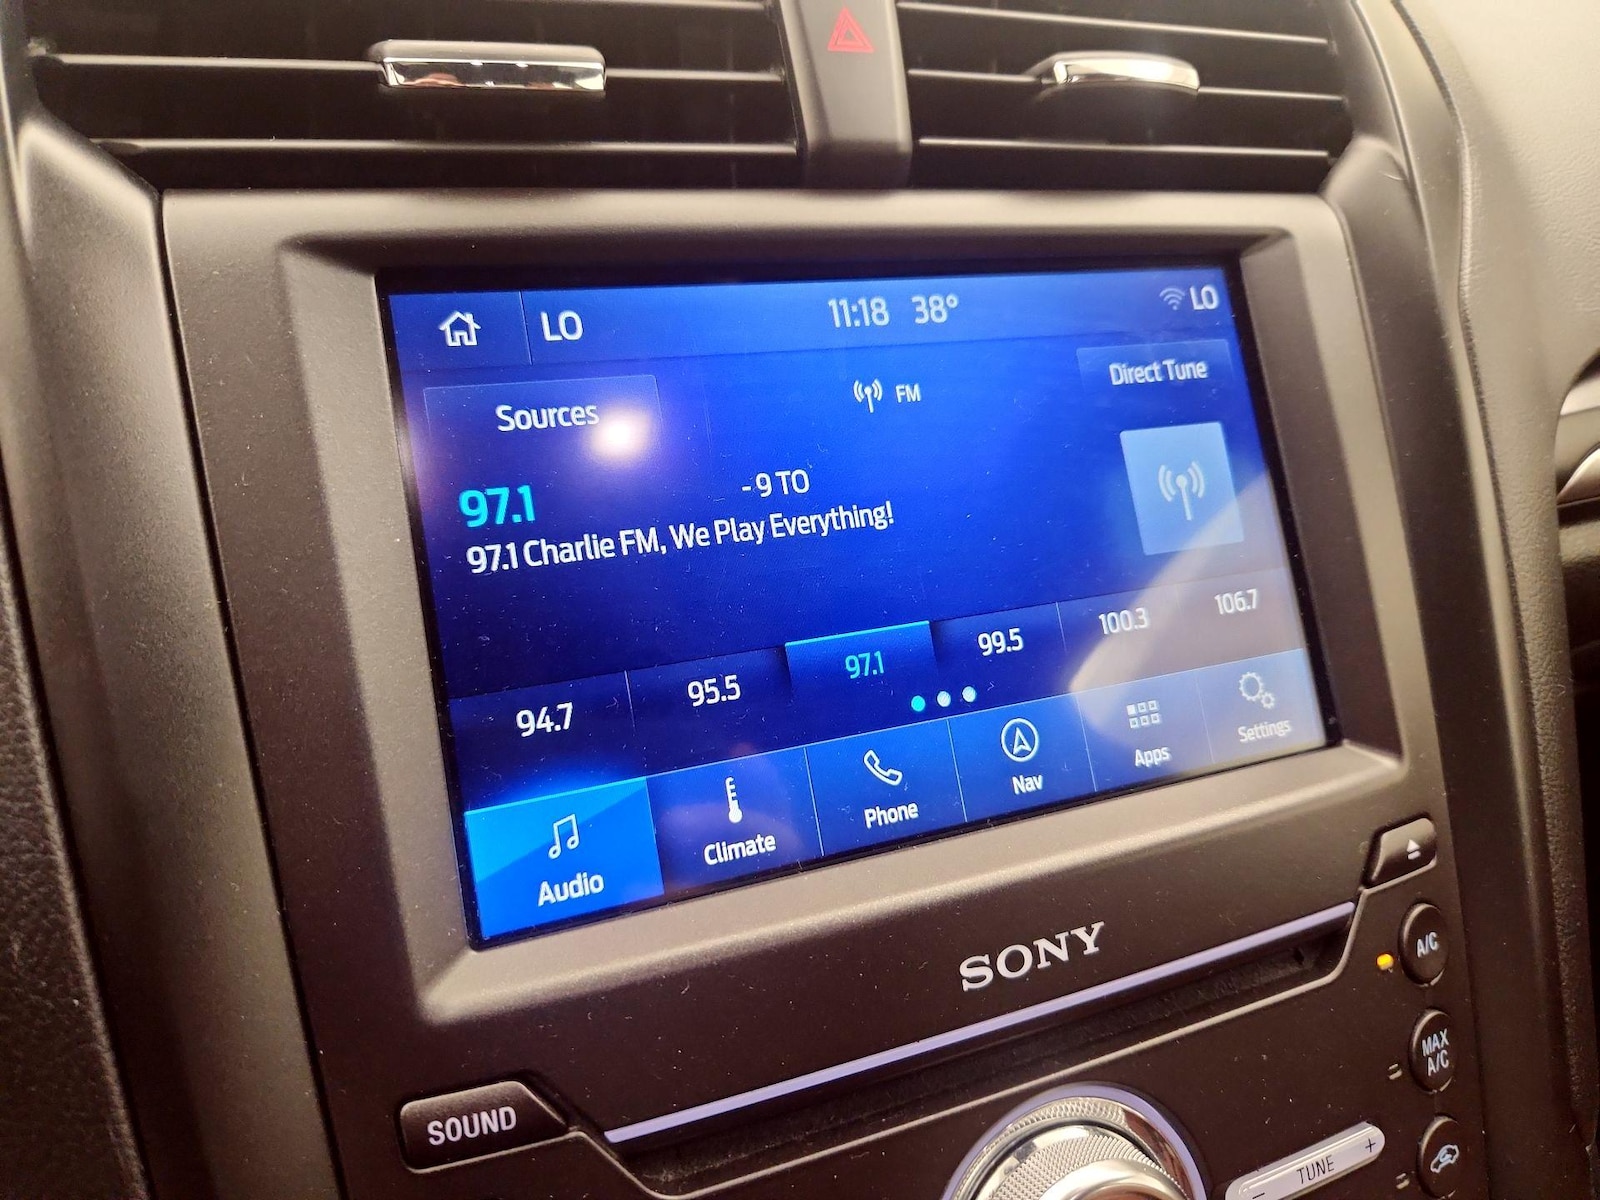 LO
11:18 38°
LO
Sources
FM
Direct Tune
97.1
- 9 TO
97.1 Charlie FM, We Play Everything!
94.7
95.5
97.1
99.5
100.3
106.7
Audio
Climate
Phone
Nav
Apps
Settings
SONY
A/C
MAX
A/C
SOUND
- TUNE +